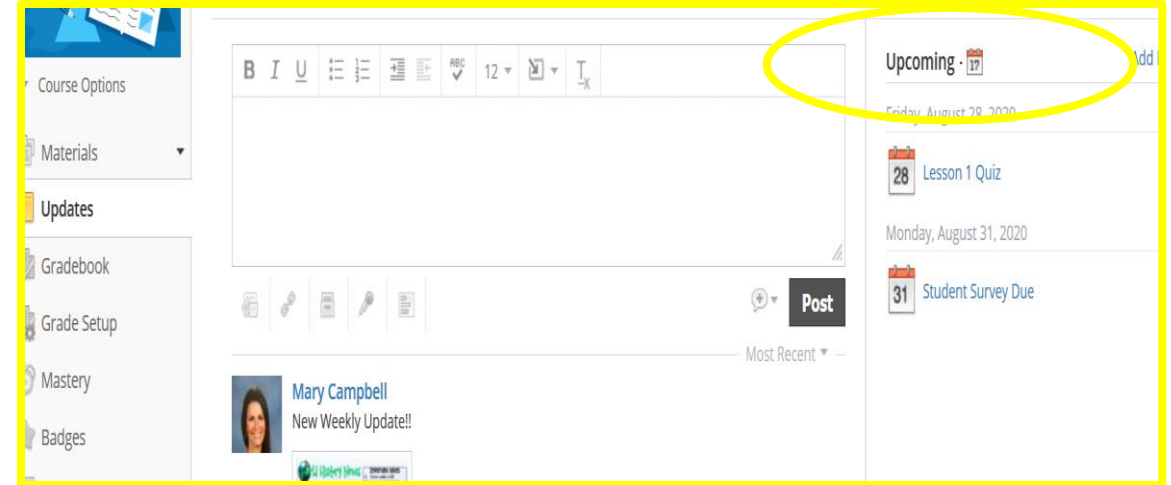 Course Options
Materials
Updates
Gradebook
Grade Setup
Mastery
Badges
B I U ABC 12 T
Post
Most Recent
Mary Campbell
New Weekly Update!!
Upcoming · 17
Add
Friday, August 28, 2020
28 Lesson 1 Quiz
Monday, August 31, 2020
31 Student Survey Due